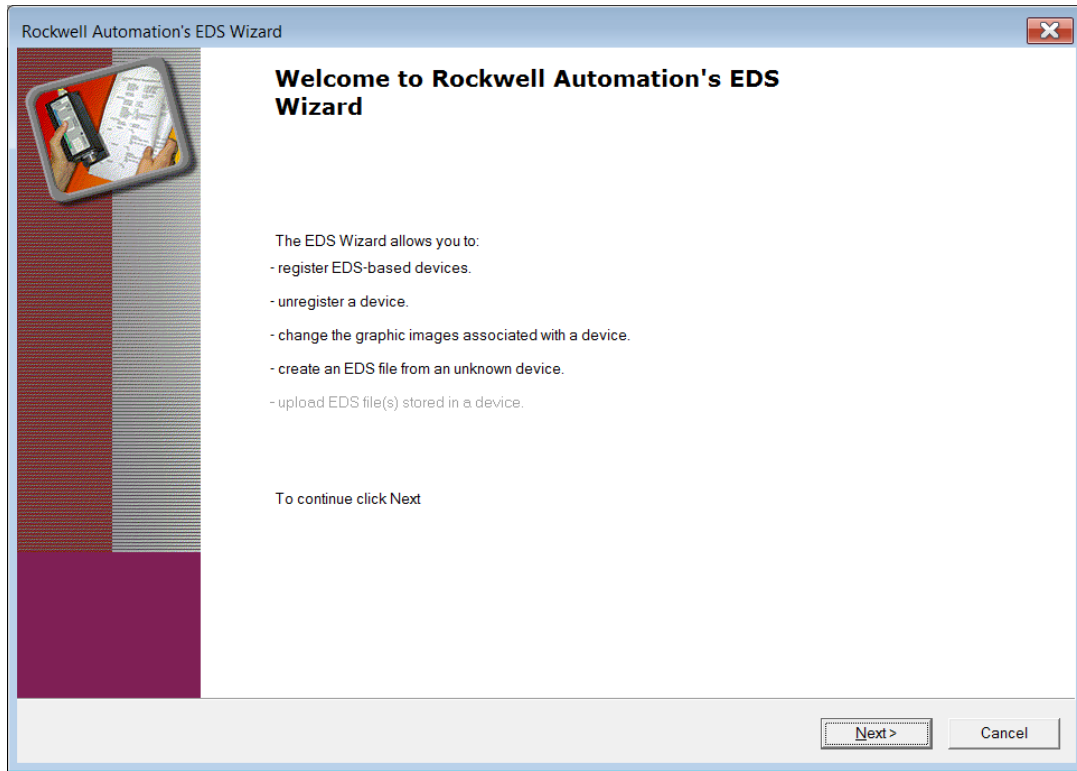 Rockwell Automation's EDS Wizard
Welcome to Rockwell Automation's EDS
Wizard
The EDS Wizard allows you to:
- register EDS-based devices.
- unregister a device.
- change the graphic images associated with a device.
- create an EDS file from an unknown device.
- upload EDS file(s) stored in a device.
To continue click Next
Next >
Cancel